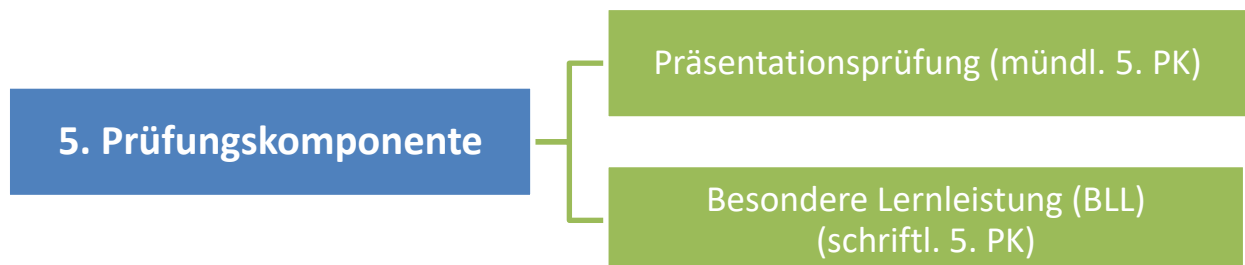 Präsentationsprüfung (mündl. 5. PK)
5. Prüfungskomponente
Besondere Lernleistung (BLL)
(schriftl. 5. PK)